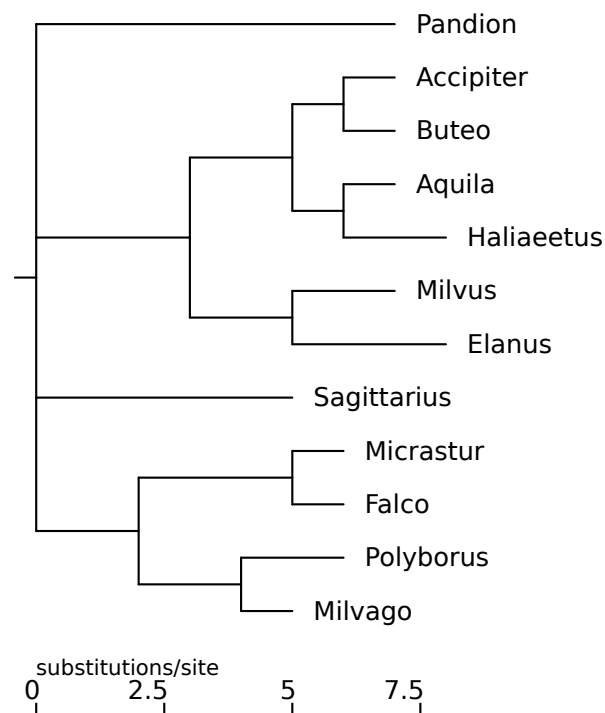 Pandion
Accipiter
Buteo
Aquila
Haliaeetus
Milvus
Elanus
Sagittarius
Micrastur
Falco
Polyborus
Milvago
substitutions/site
0 2.5 5 7.5